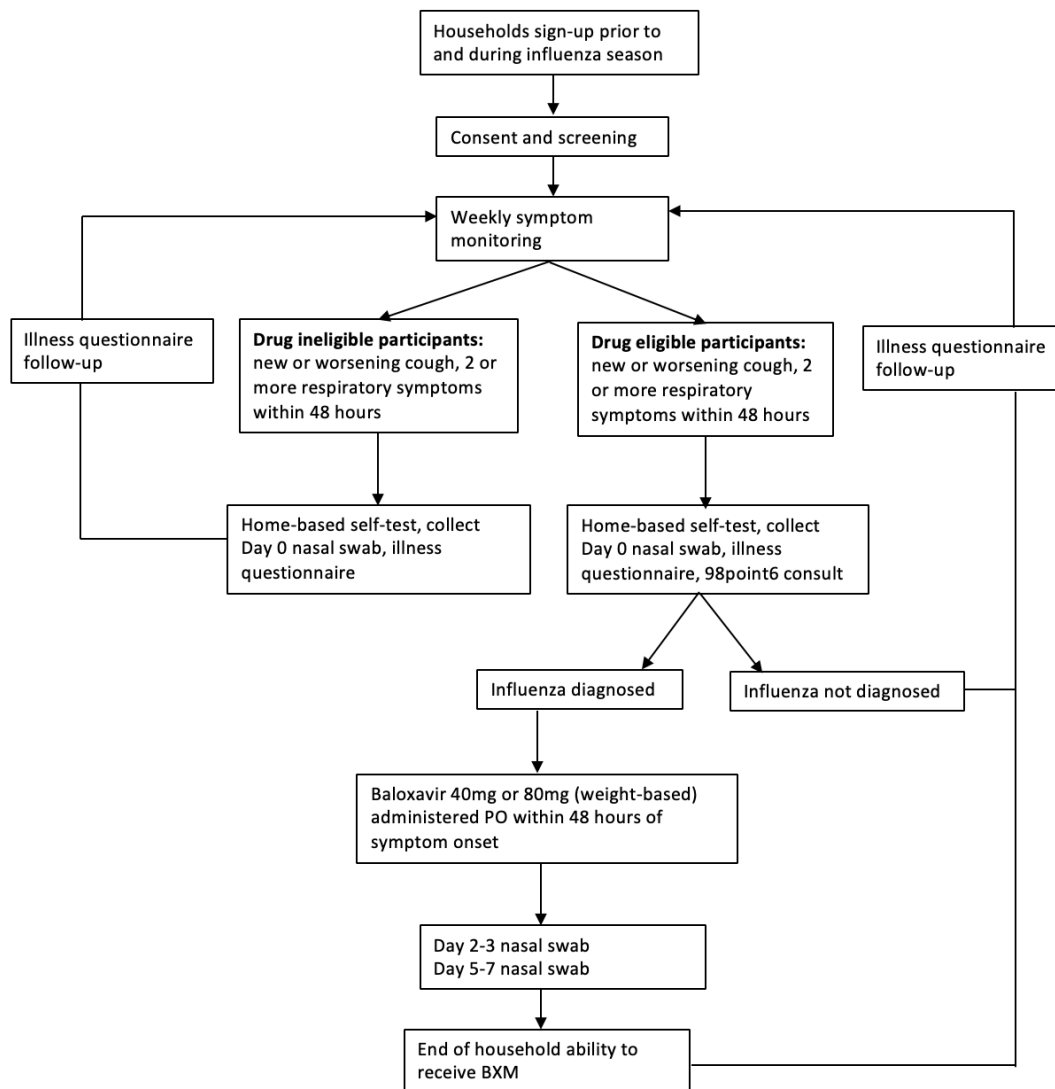 Households sign-up prior to
and during influenza season
Consent and screening
Weekly symptom
monitoring
Illness questionnaire
follow-up
Drug ineligible participants:
new or worsening cough, 2 or
more respiratory symptoms
within 48 hours
Drug eligible participants:
new or worsening cough, 2
or more respiratory
symptoms within 48 hours
Illness questionnaire
follow-up
Home-based self-test, collect
Day 0 nasal swab, illness
questionnaire
Home-based self-test, collect
Day 0 nasal swab, illness
questionnaire, 98point6 consult
Influenza diagnosed
Influenza not diagnosed
Baloxavir 40mg or 80mg (weight-based)
administered PO within 48 hours of
symptom onset
Day 2-3 nasal swab
Day 5-7 nasal swab
End of household ability to
receive BXM